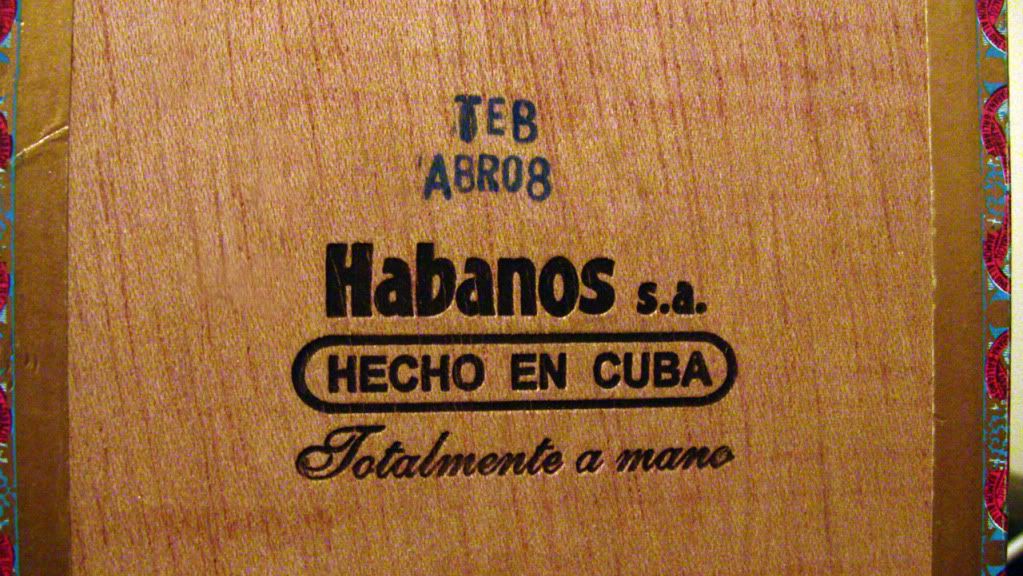 TEB
ABR08
Habanos s.a.
HECHO EN CUBA
Totalmente a mano